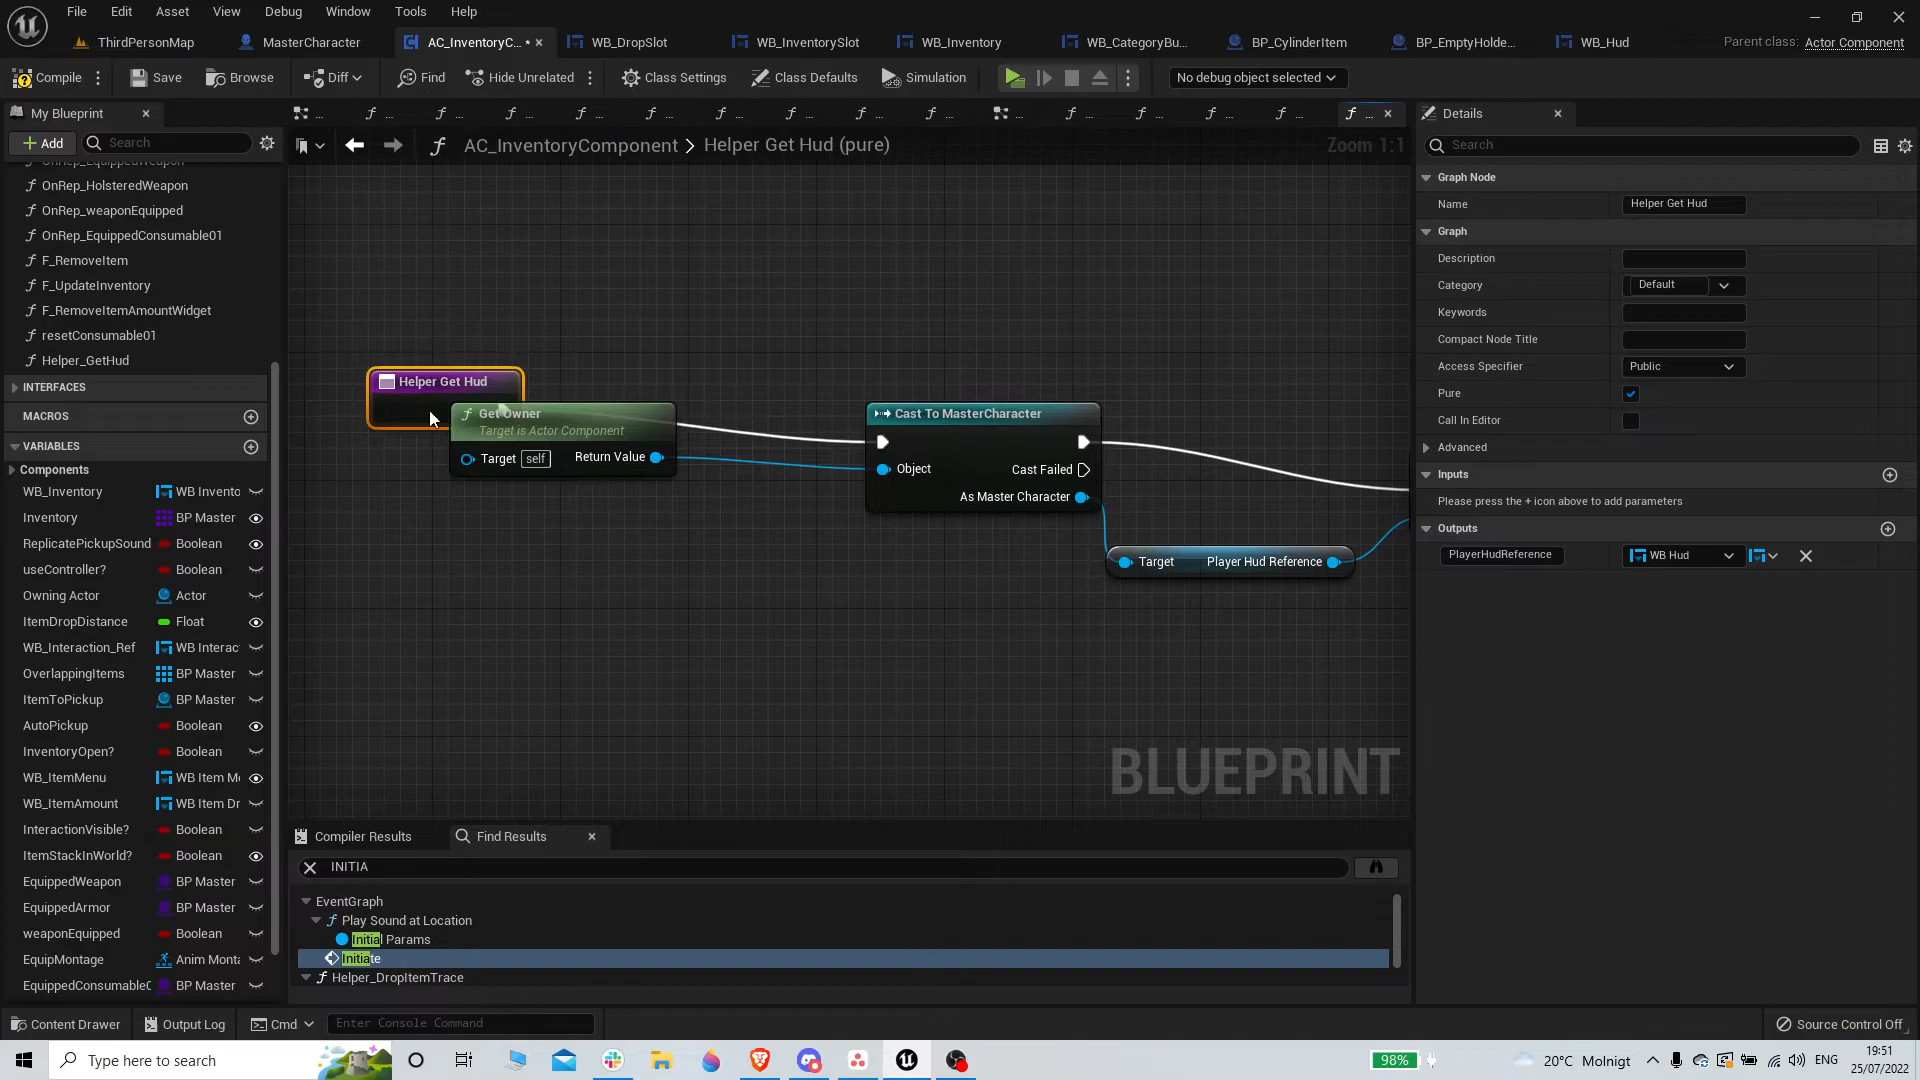 File Edit Asset View Debug Window Tools Help
ThirdPersonMap MasterCharacter AC_InventoryC... • WB_DropSlot WB_InventorySlot WB_Inventory WB_CategoryBu... BP_CylinderItem BP_EmptyHolde... WB_Hud Parent class: Actor Component
Compile Save Browse Diff Find Hide Unrelated Class Settings Class Defaults Simulation No debug object selected
My Blueprint
Details
Add Search
AC_InventoryComponent > Helper Get Hud (pure)
Zoom 1:1
Search
OnRep_HolsteredWeapon
OnRep_weaponEquipped
OnRep_EquippedConsumable01
F_RemoveItem
F_UpdateInventory
F_RemoveItemAmountWidget
resetConsumable01
Helper_GetHud
INTERFACES
MACROS
VARIABLES
Components
WB_Inventory WB Invento
Inventory BP Master
ReplicatePickupSound Boolean
useController? Boolean
Owning Actor Actor
ItemDropDistance Float
WB_Interaction_Ref WB Interac
OverlappingItems BP Master
ItemToPickup BP Master
AutoPickup Boolean
InventoryOpen? Boolean
WB_ItemMenu WB Item Me
WB_ItemAmount WB Item Dr
InteractionVisible? Boolean
ItemStackInWorld? Boolean
EquippedWeapon BP Master
EquippedArmor BP Master
weaponEquipped Boolean
EquipMontage Anim Monta
EquippedConsumable BP Master
Helper Get Hud
Get Owner
Target is Actor Component
Target self Return Value
Cast To MasterCharacter
Object Cast Failed
As Master Character
Target Player Hud Reference
BLUEPRINT
Graph Node
Name Helper Get Hud
Graph
Description
Category Default
Keywords
Compact Node Title
Access Specifier Public
Pure
Call In Editor
Advanced
Inputs
Please press the + icon above to add parameters
Outputs
PlayerHudReference WB Hud
Compiler Results Find Results
INITIA
EventGraph
Play Sound at Location
Initial Params
Initiate
Helper_DropItemTrace
Content Drawer Output Log Cmd Enter Console Command Source Control Off
Type here to search
98%
20°C Molnigt
ENG
19:51
25/07/2022